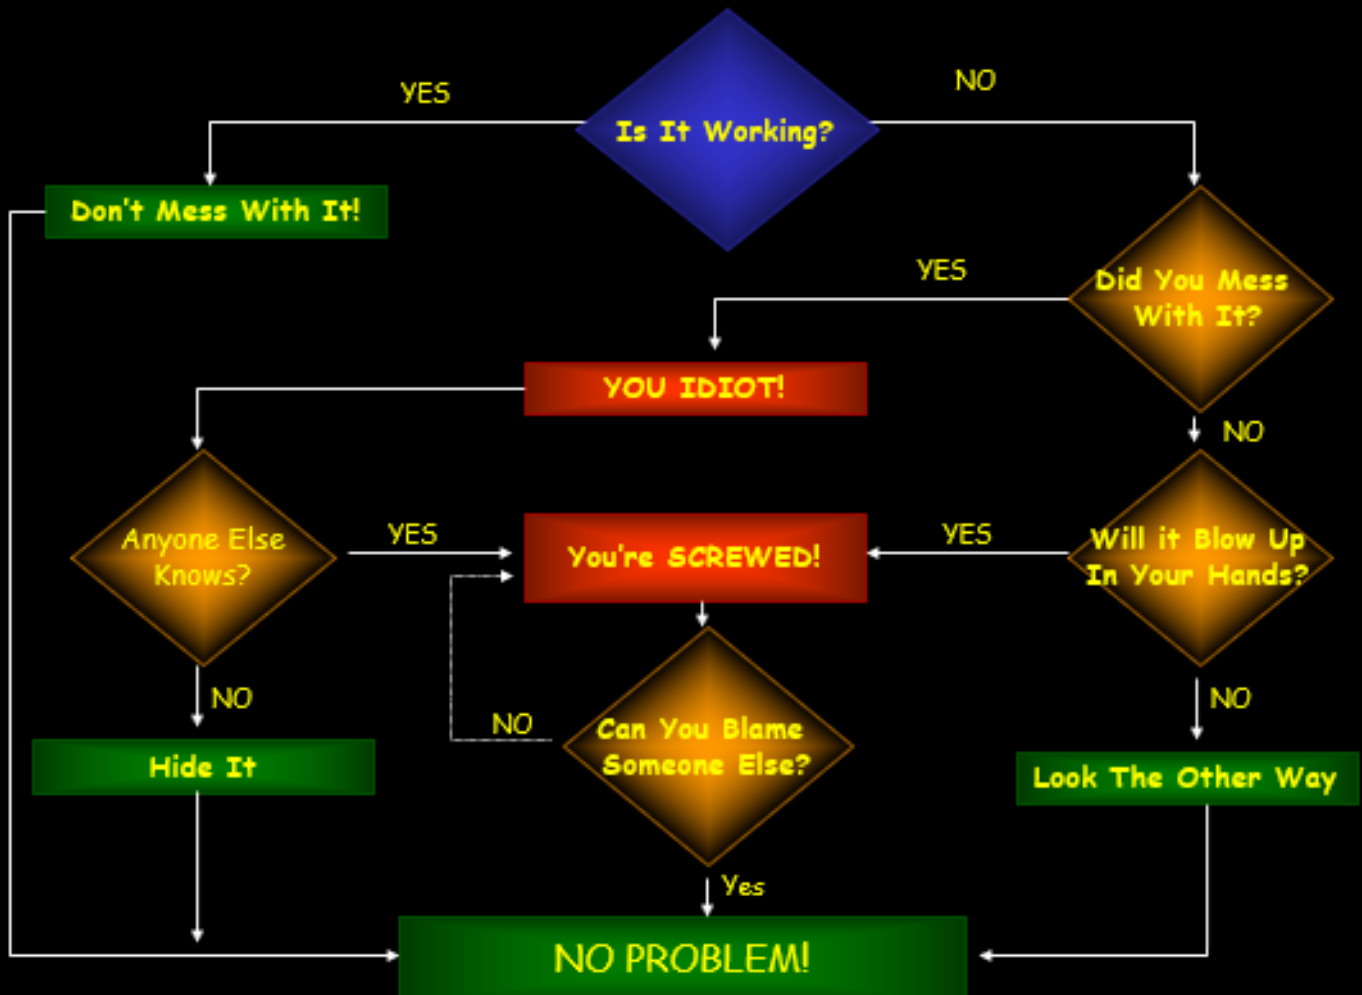 YES
NO
Is It Working?
Don't Mess With It!
YES
Did You Mess
With It?
YOU IDIOT!
NO
Anyone Else
Knows?
YES
You're SCREWED!
YES
Will it Blow Up
In Your Hands?
NO
NO
Can You Blame
Someone Else?
NO
Hide It
Look The Other Way
Yes
NO PROBLEM!